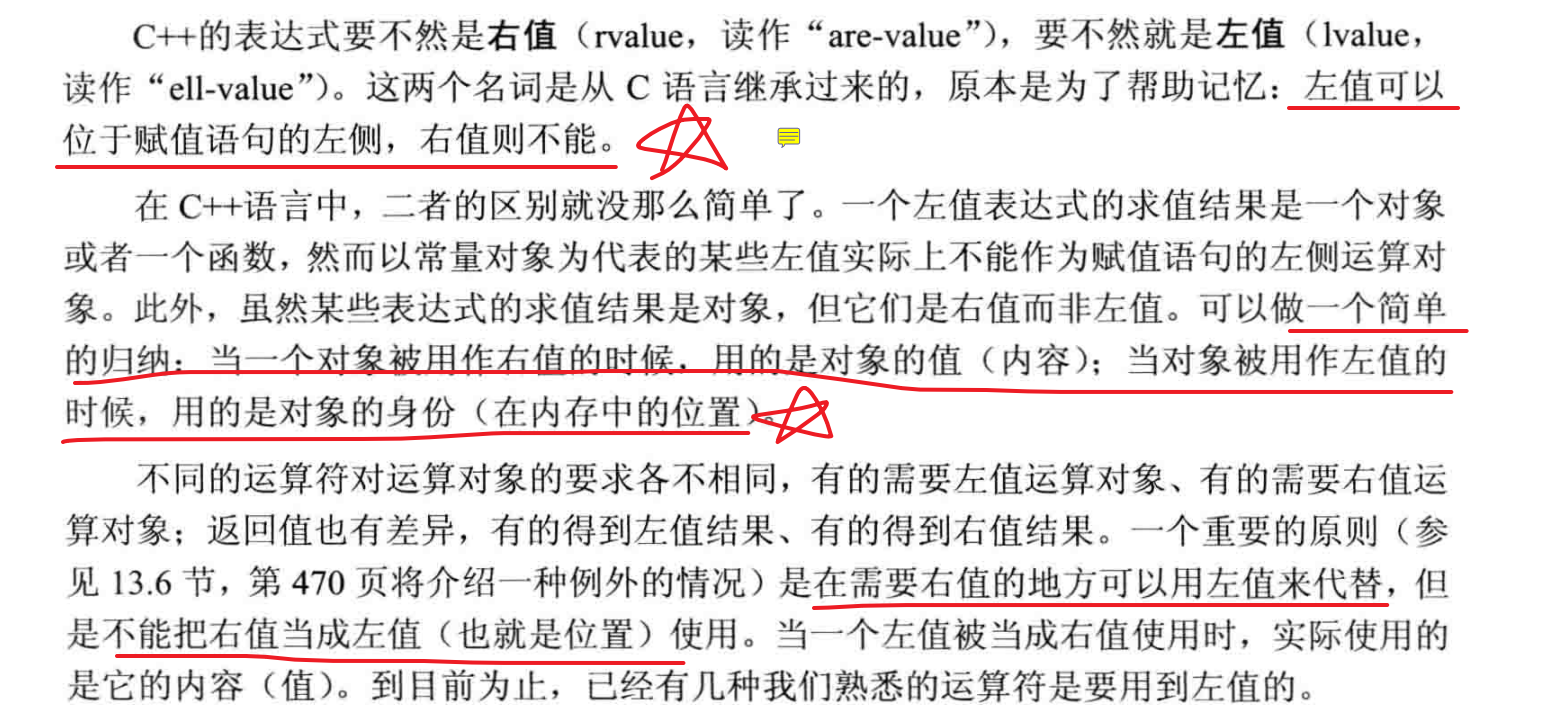 C++的表达式要不然是右值（rvalue，读作“are-value”），要不然就是左值（lvalue，
读作“ell-value”）。这两个名词是从 C 语言继承过来的，原本是为了帮助记忆：左值可以
位于赋值语句的左侧，右值则不能。
在 C++语言中，二者的区别就没那么简单了。一个左值表达式的求值结果是一个对象
或者一个函数，然而以常量对象为代表的某些左值实际上不能作为赋值语句的左侧运算对
象。此外，虽然某些表达式的求值结果是对象，但它们是右值而非左值。可以做一个简单
的归纳：当一个对象被用作右值的时候，用的是对象的值（内容）；当对象被用作左值的
时候，用的是对象的身份（在内存中的位置）。
不同的运算符对运算对象的要求各不相同，有的需要左值运算对象、有的需要右值运
算对象；返回值也有差异，有的得到左值结果、有的得到右值结果。一个重要的原则（参
见 13.6 节，第 470 页将介绍一种例外的情况）是在需要右值的地方可以用左值来代替，但
是不能把右值当成左值（也就是位置）使用。当一个左值被当成右值使用时，实际使用的
是它的内容（值）。到目前为止，已经有几种我们熟悉的运算符是要用到左值的。